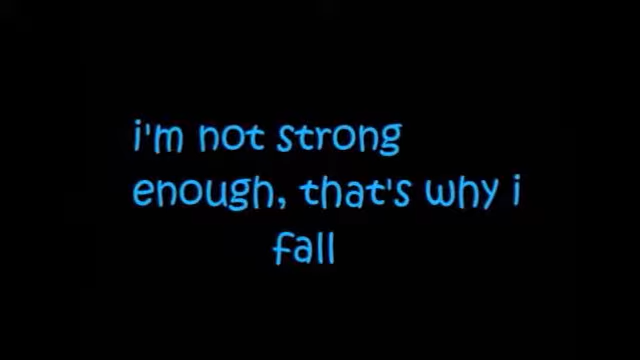 i'm not strong
enough, that's why i
fall